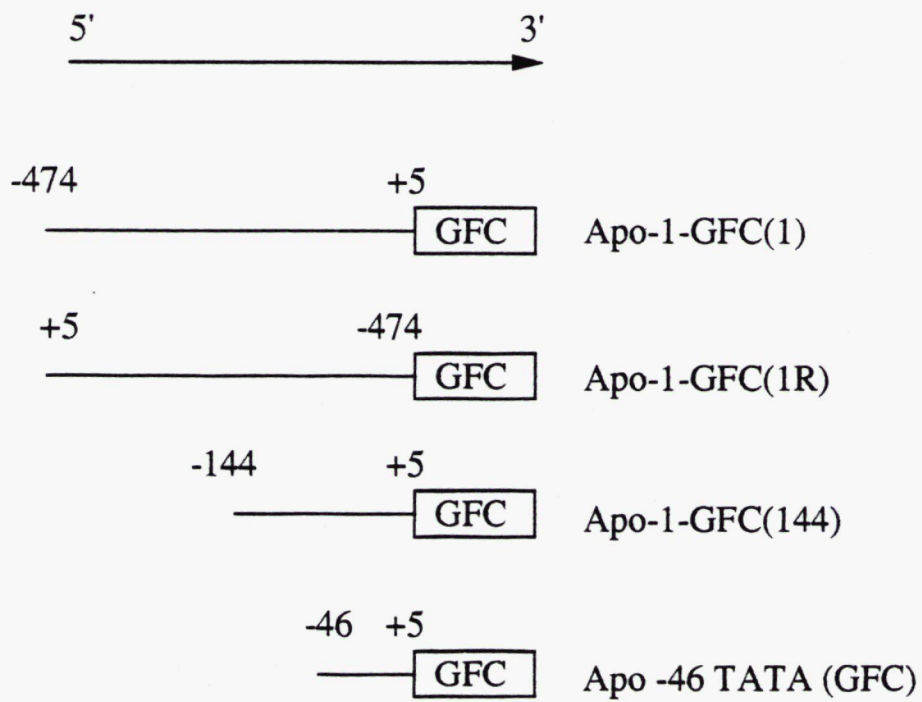 5' 3'
-474 +5
GFC Apo-1-GFC(1)
+5 -474
GFC Apo-1-GFC(1R)
-144 +5
GFC Apo-1-GFC(144)
-46 +5
GFC Apo -46 TATA (GFC)